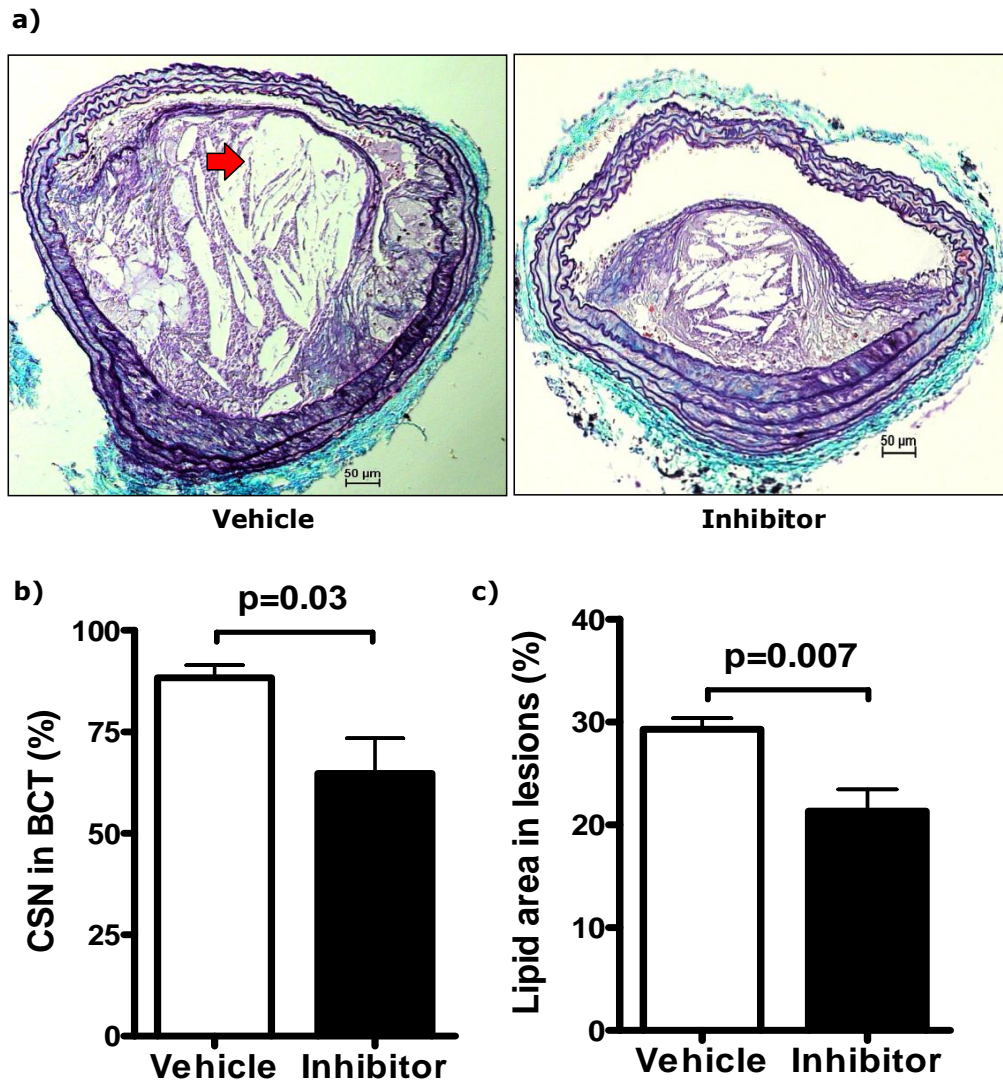 a)
50 µm
50 µm
Vehicle
Inhibitor
b)
p=0.03
CSN in BCT (%)
100
75
50
25
0
Vehicle
Inhibitor
c)
p=0.007
Lipid area in lesions (%)
40
30
20
10
0
Vehicle
Inhibitor